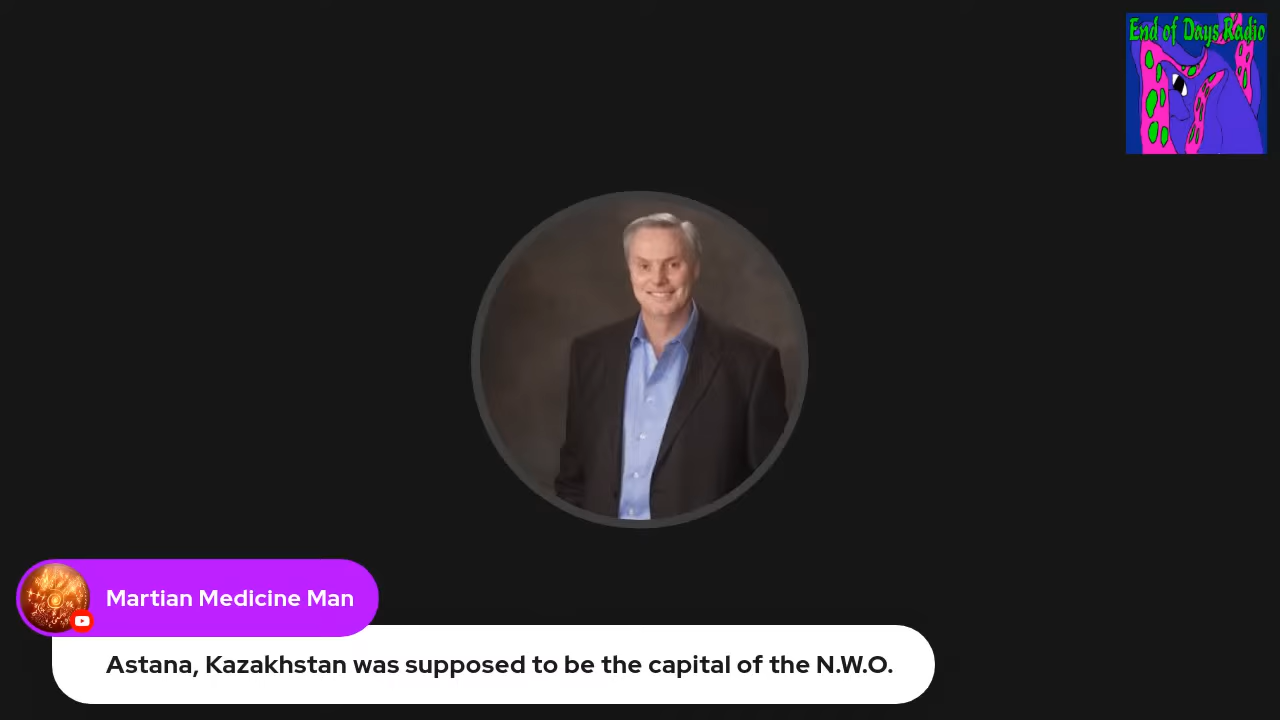 End of Days Radio
Martian Medicine Man
Astana, Kazakhstan was supposed to be the capital of the N.W.O.